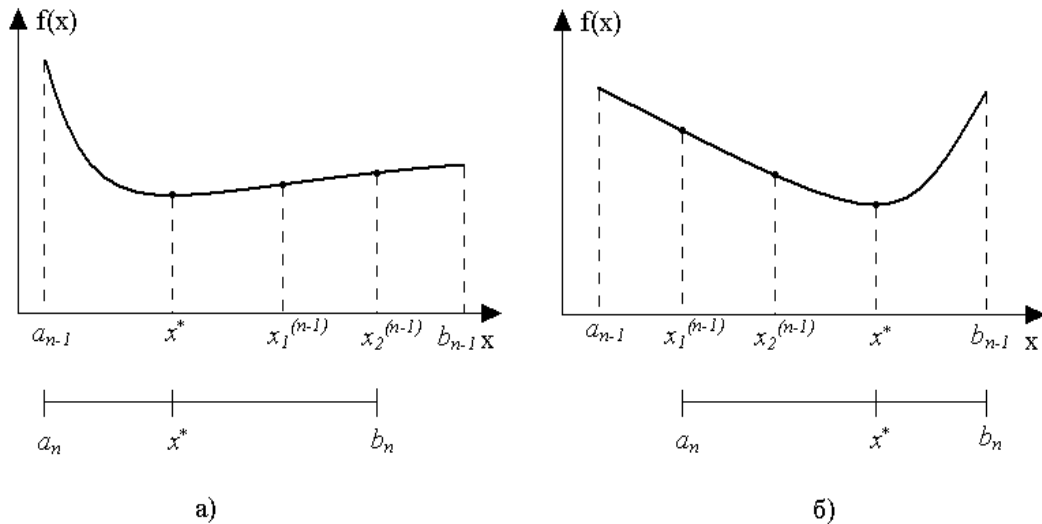 f(x)
a_{n-1} x^* x_1^{(n-1)} x_2^{(n-1)} b_{n-1} x
a_n x^* b_n
а)
f(x)
a_{n-1} x_1^{(n-1)} x_2^{(n-1)} x^* b_{n-1} x
a_n x^* b_n
б)